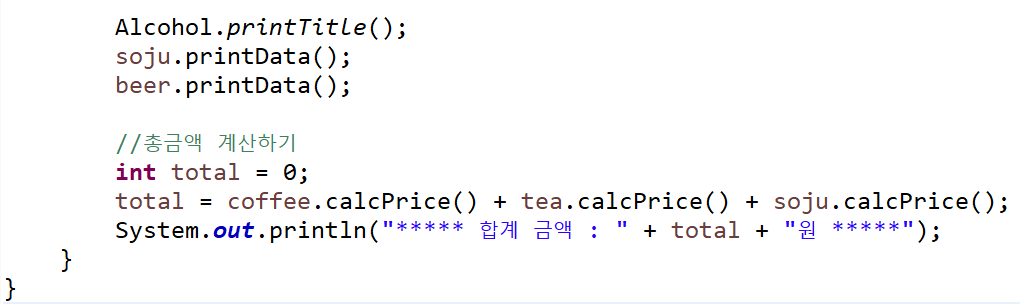 Alcohol.printTitle();
soju.printData();
beer.printData();
//총금액 계산하기
int total = 0;
total = coffee.calcPrice() + tea.calcPrice() + soju.calcPrice();
System.out.println("***** 합계 금액 : " + total + "원 *****");
}
}